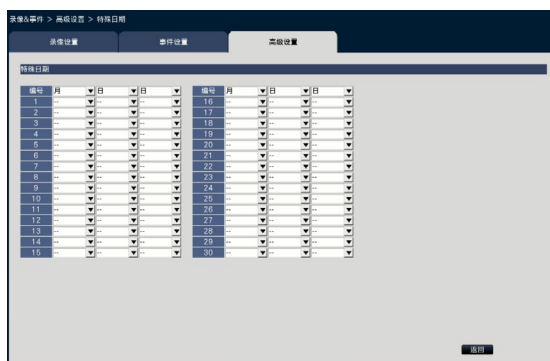 录像&事件 > 高级设置 > 特殊日期
录像设置 事件设置 高级设置
特殊日期
编号 月 日 日 编号 月 日 日
1 -- -- -- 16 -- -- --
2 -- -- -- 17 -- -- --
3 -- -- -- 18 -- -- --
4 -- -- -- 19 -- -- --
5 -- -- -- 20 -- -- --
6 -- -- -- 21 -- -- --
7 -- -- -- 22 -- -- --
8 -- -- -- 23 -- -- --
9 -- -- -- 24 -- -- --
10 -- -- -- 25 -- -- --
11 -- -- -- 26 -- -- --
12 -- -- -- 27 -- -- --
13 -- -- -- 28 -- -- --
14 -- -- -- 29 -- -- --
15 -- -- -- 30 -- -- --
返回